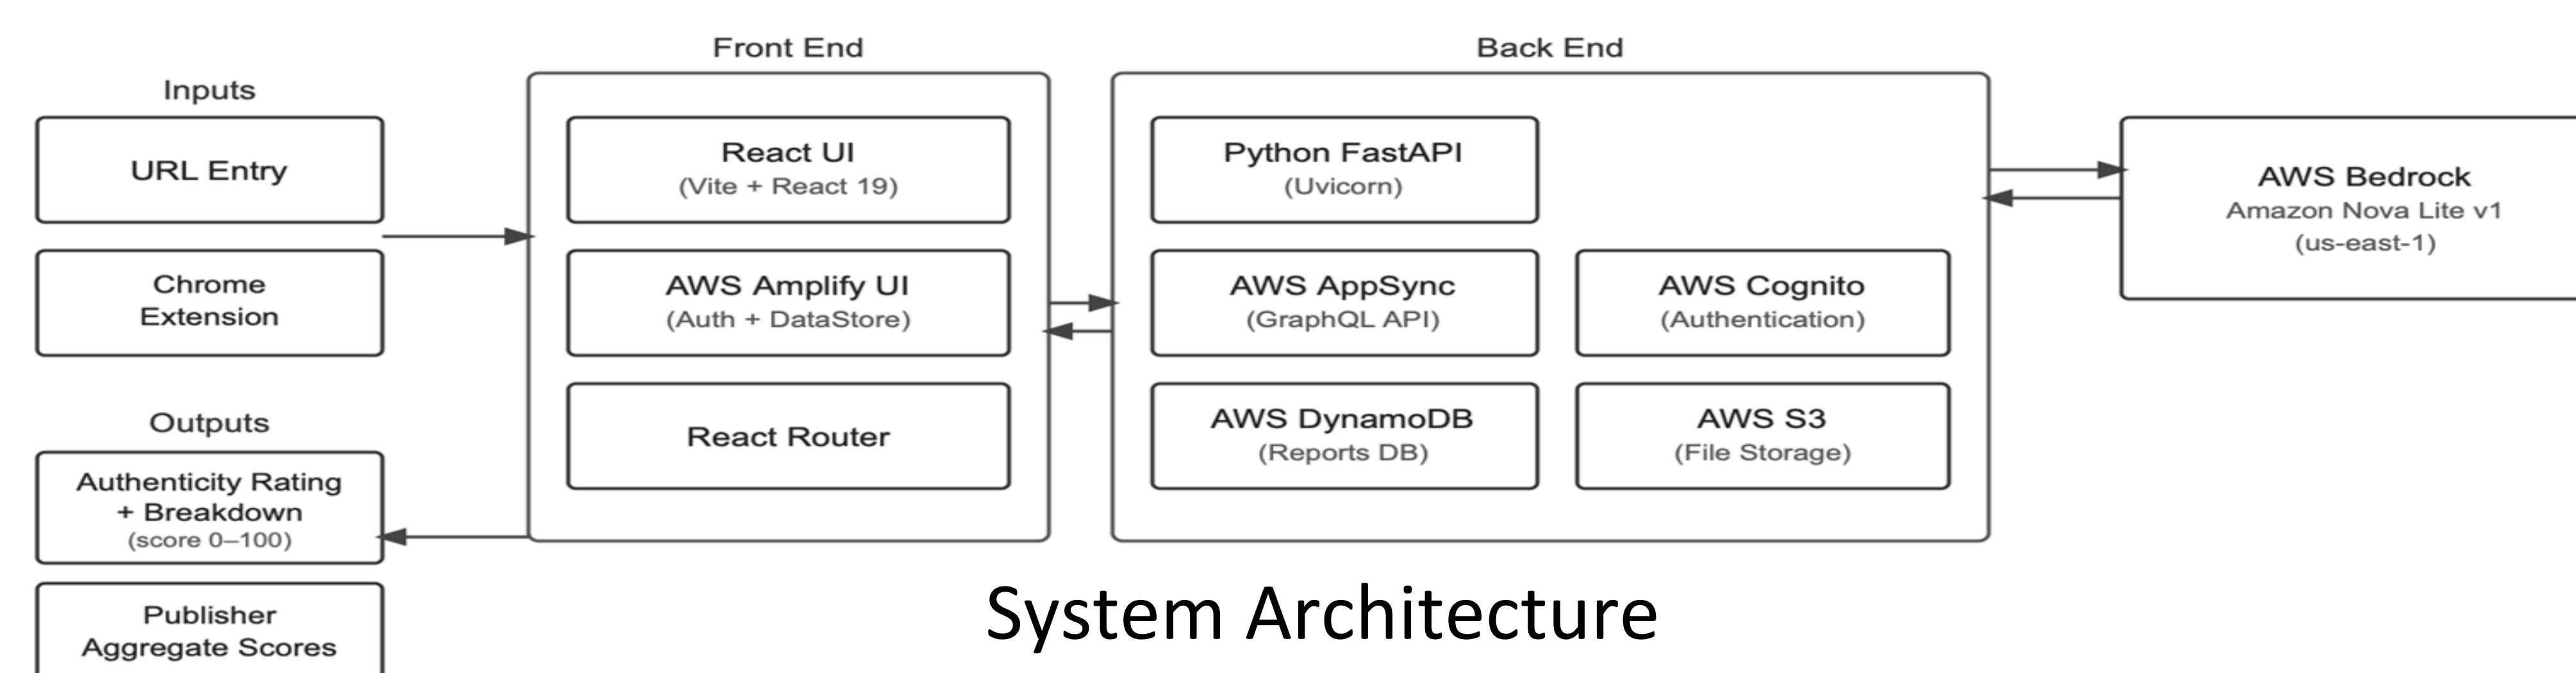 Inputs
URL Entry
Chrome
Extension
Outputs
Authenticity Rating
+ Breakdown
(score 0–100)
Publisher
Aggregate Scores
Front End
React UI
(Vite + React 19)
AWS Amplify UI
(Auth + DataStore)
React Router
Back End
Python FastAPI
(Uvicorn)
AWS AppSync
(GraphQL API)
AWS Cognito
(Authentication)
AWS DynamoDB
(Reports DB)
AWS S3
(File Storage)
AWS Bedrock
Amazon Nova Lite v1
(us-east-1)
System Architecture